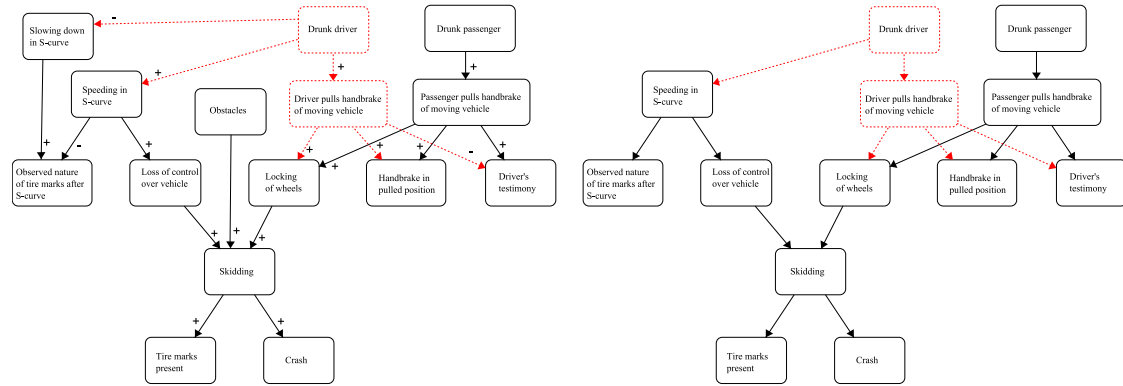 Slowing down
in S-curve
-
Drunk driver
Drunk passenger
+
+
+
Speeding in
S-curve
Obstacles
Driver pulls handbrake
of moving vehicle
Passenger pulls handbrake
of moving vehicle
+
-
+
+
+
+
+
-
+
Observed nature
of tire marks after
S-curve
Loss of control
over vehicle
Locking
of wheels
Handbrake in
pulled position
Driver's
testimony
+
+
+
Skidding
+
+
Tire marks
present
Crash
Drunk driver
Drunk passenger
Speeding in
S-curve
Driver pulls handbrake
of moving vehicle
Passenger pulls handbrake
of moving vehicle
Observed nature of
tire marks after
S-curve
Loss of control
over vehicle
Locking
of wheels
Handbrake in
pulled position
Driver's
testimony
Skidding
Tire marks
present
Crash